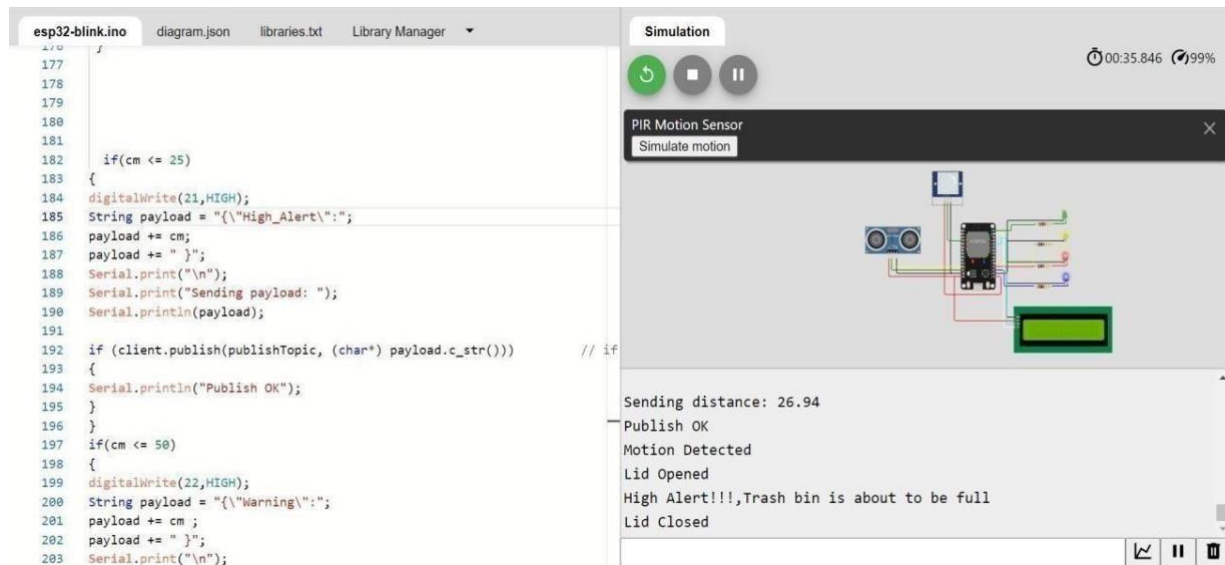 esp32-blink.ino diagram.json libraries.txt Library Manager
176 }
177
178
179
180
181
182 if(cm <= 25)
183 {
184 digitalWrite(21,HIGH);
185 String payload = "{\"High_Alert\":";
186 payload += cm;
187 payload += " }";
188 Serial.print("\n");
189 Serial.print("Sending payload: ");
190 Serial.println(payload);
191
192 if (client.publish(publishTopic, (char*) payload.c_str())) // if
193 {
194 Serial.println("Publish OK");
195 }
196 }
197 if(cm <= 50)
198 {
199 digitalWrite(22,HIGH);
200 String payload = "{\"Warning\":";
201 payload += cm ;
202 payload += " }";
203 Serial.print("\n");
Simulation
00:35.846 99%
PIR Motion Sensor
Simulate motion
Sending distance: 26.94
Publish OK
Motion Detected
Lid Opened
High Alert!!!,Trash bin is about to be full
Lid Closed